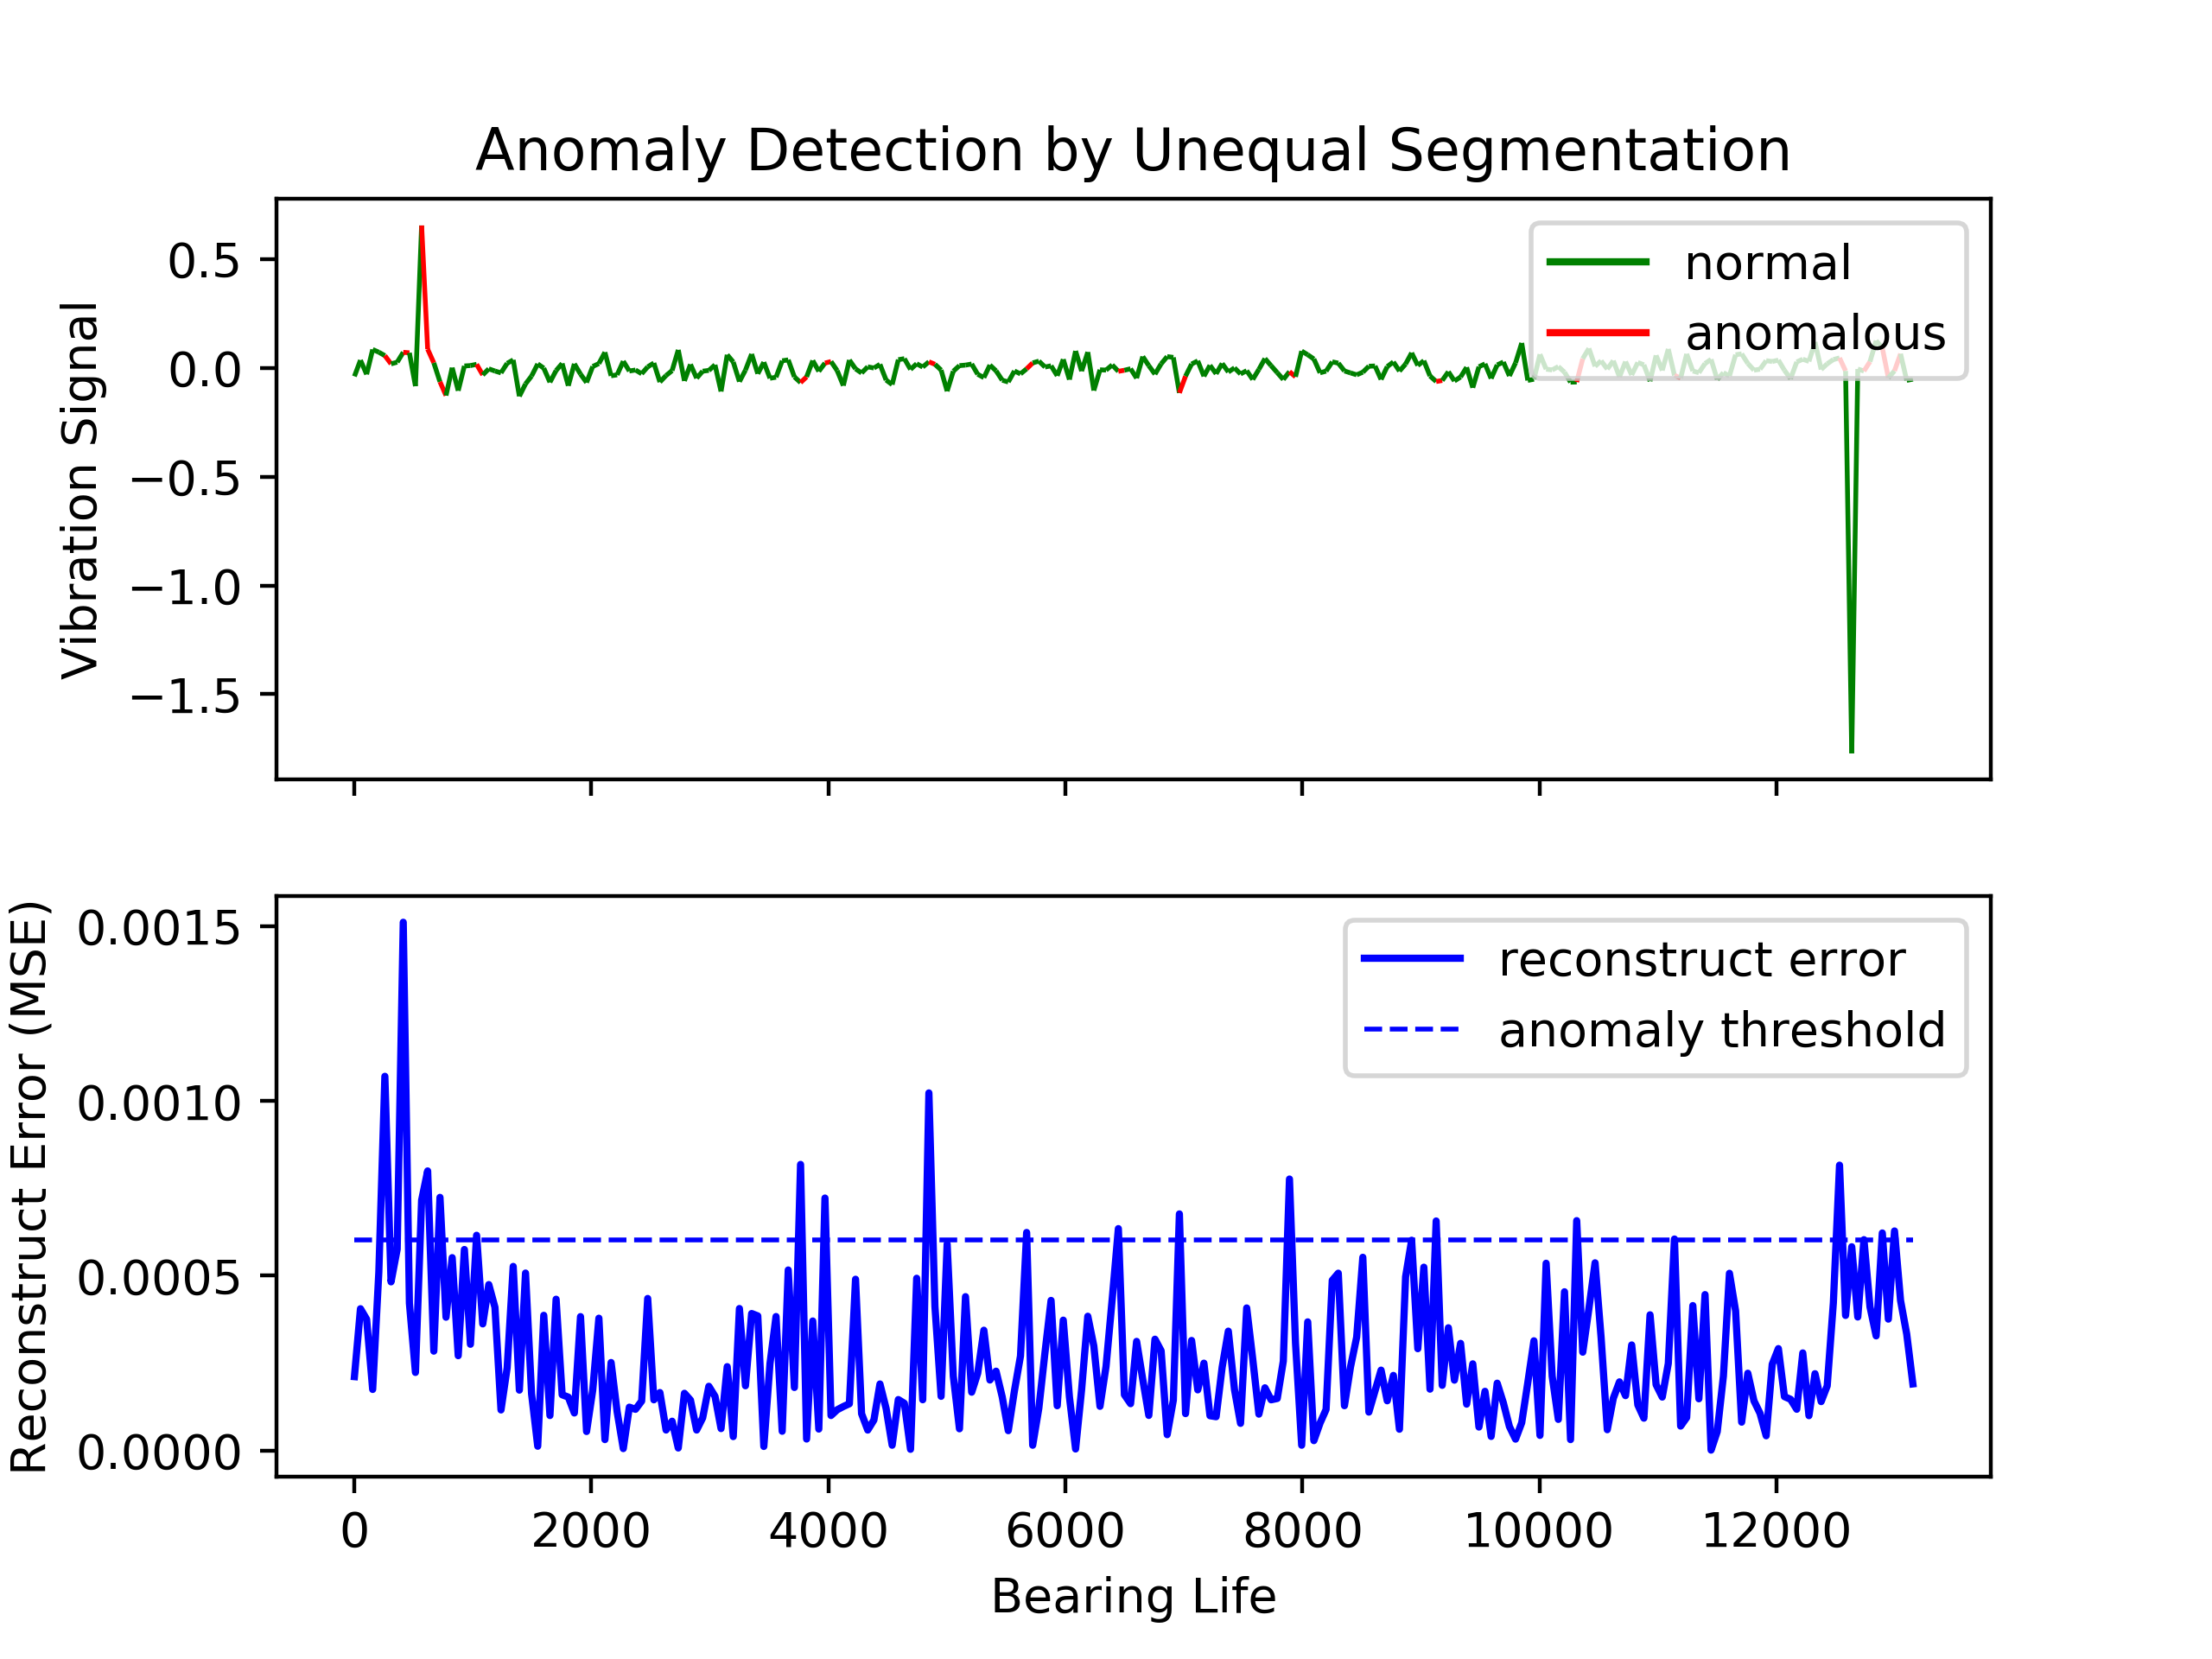 Anomaly Detection by Unequal Segmentation
Vibration Signal
0.5
0.0
−0.5
−1.0
−1.5
normal
anomalous
Reconstruct Error (MSE)
0.0015
0.0010
0.0005
0.0000
reconstruct error
anomaly threshold
0 2000 4000 6000 8000 10000 12000
Bearing Life